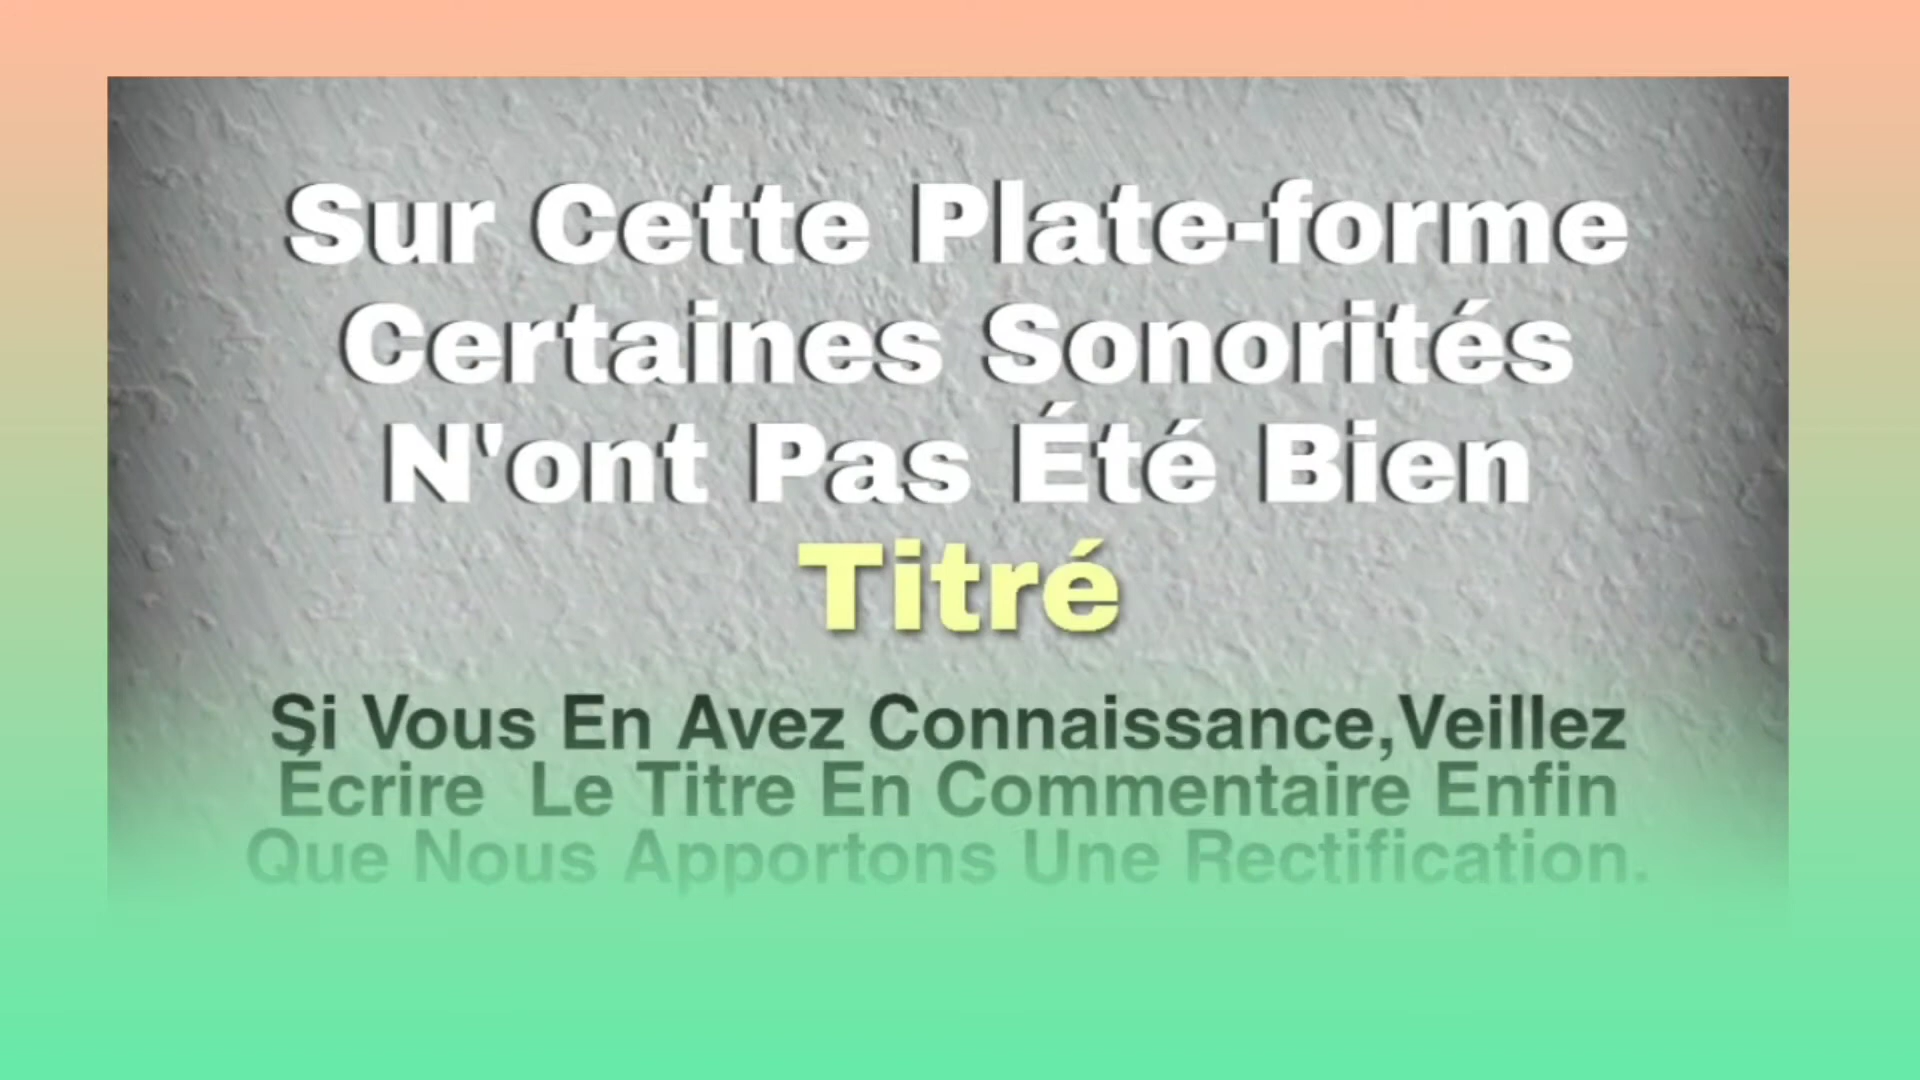 Sur Cette Plate-forme
Certaines Sonorités
N'ont Pas Été Bien
Titré
Si Vous En Avez Connaissance,Veillez
Écrire  Le Titre En Commentaire Enfin
Que Nous Apportons Une Rectification.